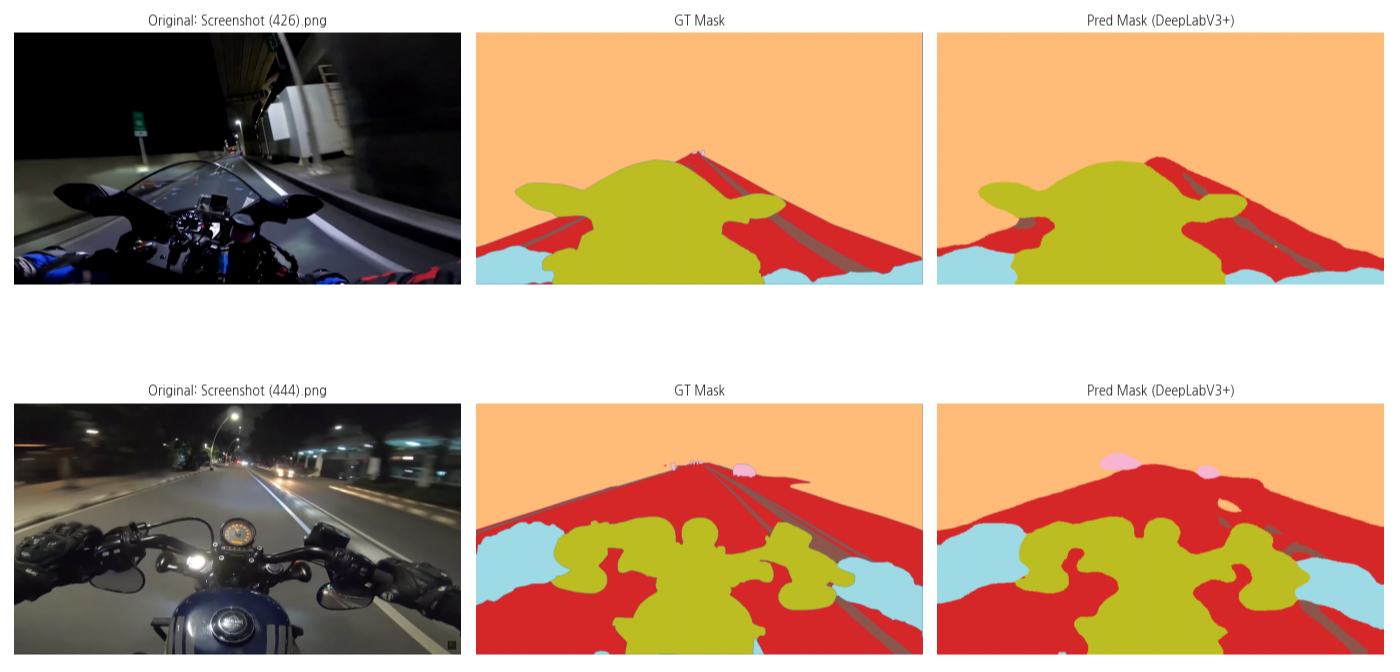 Original: Screenshot (426).png
GT Mask
Pred Mask (DeepLabV3+)
Original: Screenshot (444).png
GT Mask
Pred Mask (DeepLabV3+)